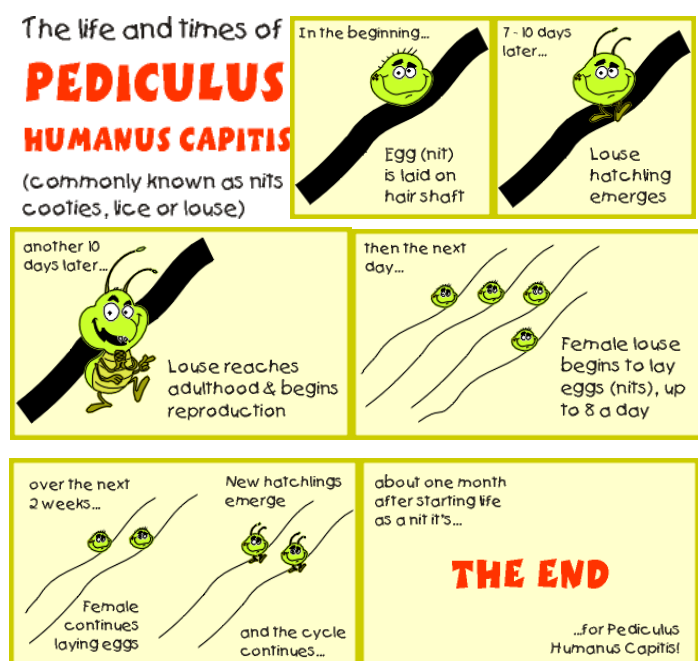 The life and times of
PEDICULUS
HUMANUS CAPITIS
(commonly known as nits
cooties, lice or louse)
In the beginning...
Egg (nit)
is laid on
hair shaft
7 - 10 days
later...
Louse
hatchling
emerges
another 10
days later...
Louse reaches
adulthood & begins
reproduction
then the next
day...
Female louse
begins to lay
eggs (nits), up
to 8 a day
over the next
2 weeks...
Female
continues
laying eggs
New hatchlings
emerge
and the cycle
continues...
about one month
after starting life
as a nit it's...
THE END
...for Pediculus
Humanus Capitis!